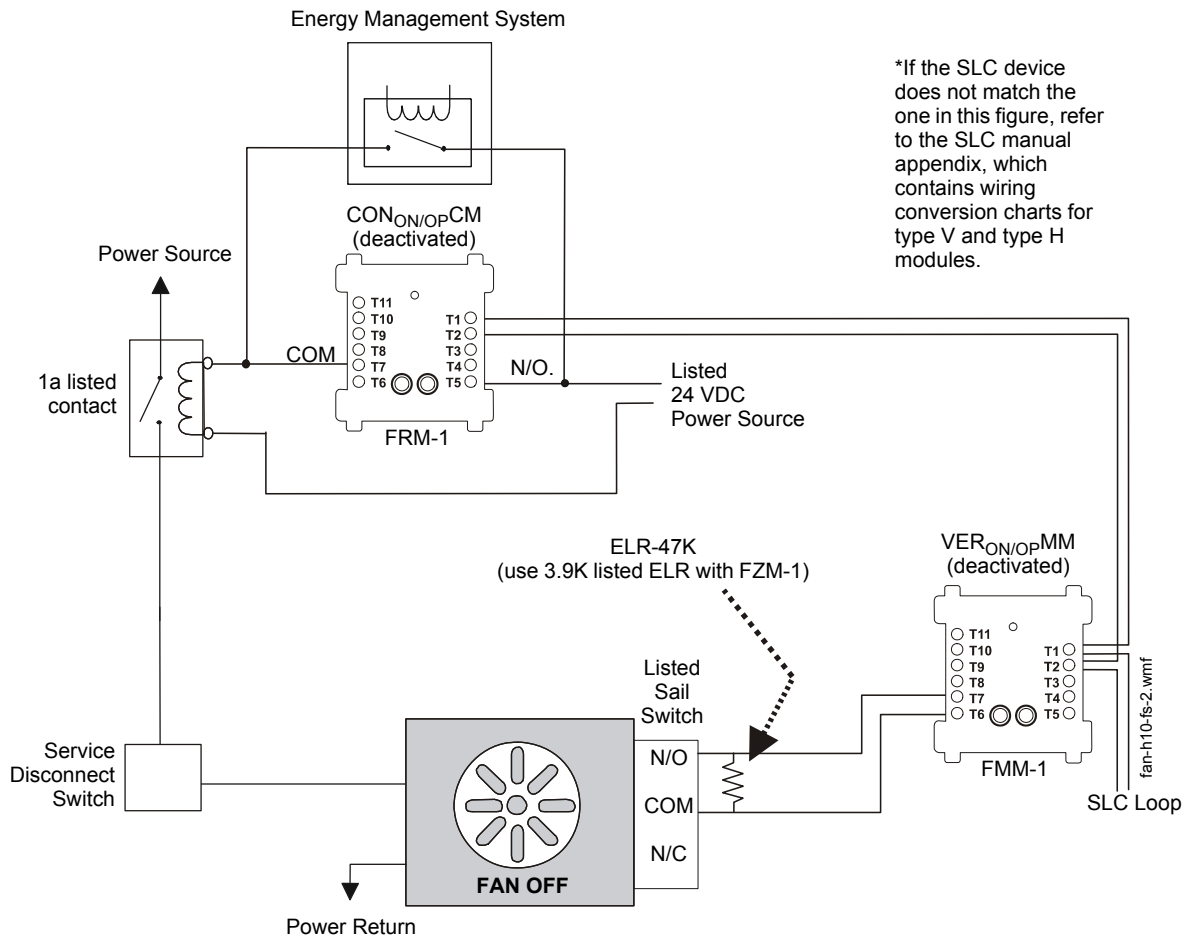 Energy Management System
*If the SLC device
does not match the
one in this figure, refer
to the SLC manual
appendix, which
contains wiring
conversion charts for
type V and type H
modules.
CONON/OPCM
(deactivated)
Power Source
T11
T10
T9
T8
T7
T6
T1
T2
T3
T4
T5
COM
N/O.
1a listed
contact
Listed
24 VDC
Power Source
FRM-1
ELR-47K
(use 3.9K listed ELR with FZM-1)
VERON/OPMM
(deactivated)
T11
T10
T9
T8
T7
T6
T1
T2
T3
T4
T5
fan-h10-fs-2.wmf
Listed
Sail
Switch
Service
Disconnect
Switch
N/O
COM
N/C
FMM-1
SLC Loop
FAN OFF
Power Return